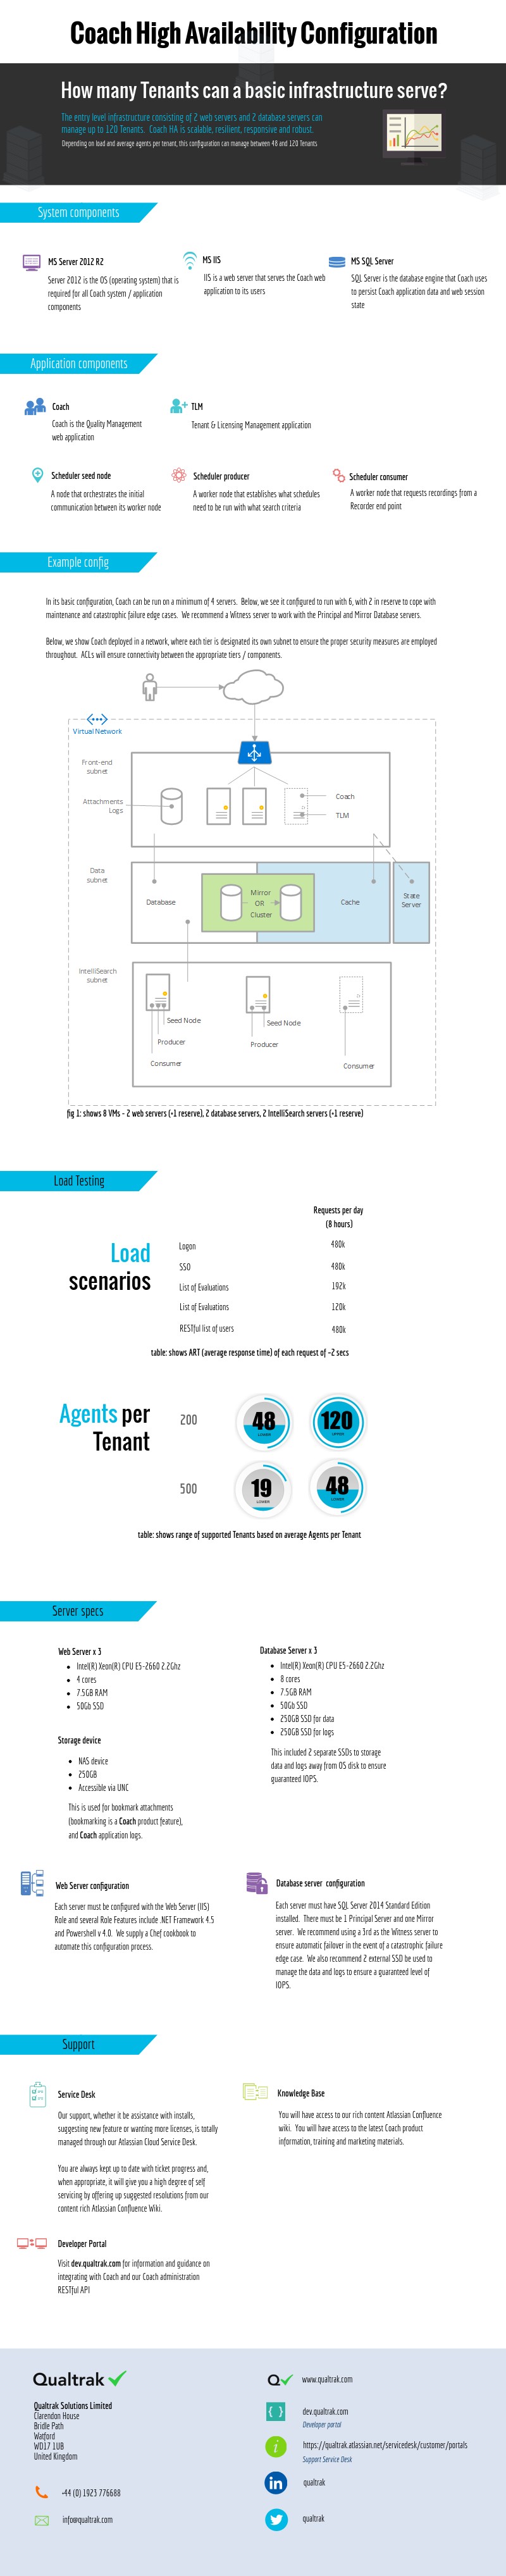 Coach High Availability Configuration
How many Tenants can a basic infrastructure serve?
The entry level infrastructure consisting of 2 web servers and 2 database servers can
manage up to 120 Tenants. Coach HA is scalable, resilient, responsive and robust.
Depending on load and average agents per tenant, this configuration can manage between 48 and 120 Tenants
System components
MS Server 2012 R2
Server 2012 is the OS (operating system) that is
required for all Coach system / application
components
MS IIS
IIS is a web server that serves the Coach web
application to its users
MS SQL Server
SQL Server is the database engine that Coach uses
to persist Coach application data and web session
state
Application components
Coach
Coach is the Quality Management
web application
TLM
Tenant & Licensing Management application
Scheduler seed node
A node that orchestrates the initial
communication between its worker node
Scheduler producer
A worker node that establishes what schedules
need to be run with what search criteria
Scheduler consumer
A worker node that requests recordings from a
Recorder end point
Example config
In its basic configuration, Coach can be run on a minimum of 4 servers. Below, we see it configured to run with 6, with 2 in reserve to cope with
maintenance and catastrophic failure edge cases. We recommend a Witness server to work with the Principal and Mirror Database servers.
Below, we show Coach deployed in a network, where each tier is designated its own subnet to ensure the proper security measures are employed
throughout. ACLs will ensure connectivity between the appropriate tiers / components.
Virtual Network
Front-end
subnet
Attachments
Logs
Coach
TLM
Data
subnet
Database
Mirror
OR
Cluster
Cache
State
Server
IntelliSearch
subnet
Seed Node
Producer
Consumer
Seed Node
Producer
Consumer
fig 1: shows 8 VMs - 2 web servers (+1 reserve), 2 database servers, 2 IntelliSearch servers (+1 reserve)
Load Testing
Requests per day
(8 hours)
Load
scenarios
Logon 480k
SSO 480k
List of Evaluations 192k
List of Evaluations 120k
RESTful list of users 480k
table: shows ART (average response time) of each request of ~2 secs
Agents per
Tenant
200
48
LOWER
120
UPPER
500
19
LOWER
48
LOWER
table: shows range of supported Tenants based on average Agents per Tenant
Server specs
Web Server x 3
• Intel(R) Xeon(R) CPU E5-2660 2.2Ghz
• 4 cores
• 7.5GB RAM
• 50Gb SSD
Storage device
• NAS device
• 250GB
• Accessible via UNC
This is used for bookmark attachments
(bookmarking is a Coach product feature),
and Coach application logs.
Database Server x 3
• Intel(R) Xeon(R) CPU E5-2660 2.2Ghz
• 8 cores
• 7.5GB RAM
• 50Gb SSD
• 250GB SSD for data
• 250GB SSD for logs
This included 2 separate SSDs to storage
data and logs away from OS disk to ensure
guaranteed IOPS.
Web Server configuration
Each server must be configured with the Web Server (IIS)
Role and several Role Features include .NET Framework 4.5
and Powershell v 4.0. We supply a Chef cookbook to
automate this configuration process.
Database server configuration
Each server must have SQL Server 2014 Standard Edition
installed. There must be 1 Principal Server and one Mirror
server. We recommend using a 3rd as the Witness server to
ensure automatic failover in the event of a catastrophic failure
edge case. We also recommend 2 external SSD be used to
manage the data and logs to ensure a guaranteed level of
IOPS.
Support
Service Desk
Our support, whether it be assistance with installs,
suggesting new feature or wanting more licenses, is totally
managed through our Atlassian Cloud Service Desk.
You are always kept up to date with ticket progress and,
when appropriate, it will give you a high degree of self
servicing by offering up suggested resolutions from our
content rich Atlassian Confluence Wiki.
Knowledge Base
You will have access to our rich content Atlassian Confluence
wiki. You will have access to the latest Coach product
information, training and marketing materials.
Developer Portal
Visit dev.qualtrak.com for information and guidance on
integrating with Coach and our Coach administration
RESTful API
Qualtrak
Qualtrak Solutions Limited
Clarendon House
Bridle Path
Watford
WD17 1UB
United Kingdom
+44 (0) 1923 776688
info@qualtrak.com
Q
www.qualtrak.com
{ }
dev.qualtrak.com
Developer portal
i
https://qualtrak.atlassian.net/servicedesk/customer/portals
Support Service Desk
in
qualtrak
qualtrak